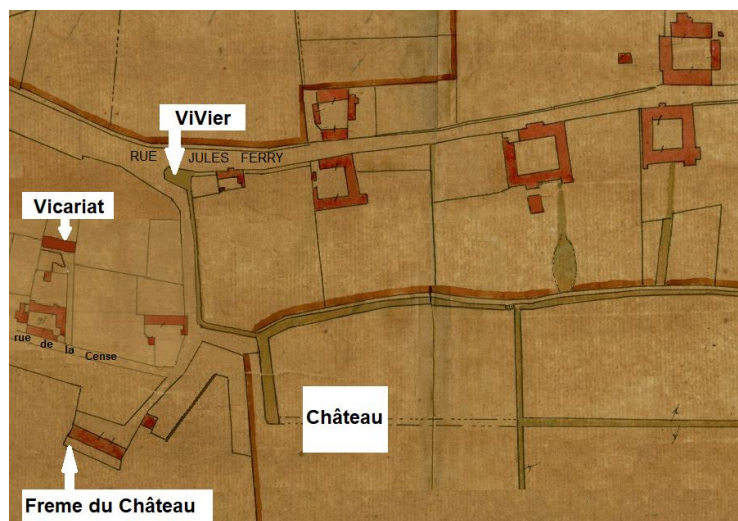 ViVier
RUE JULES FERRY
Vicariat
rue de la Cense
Château
Freme du Château